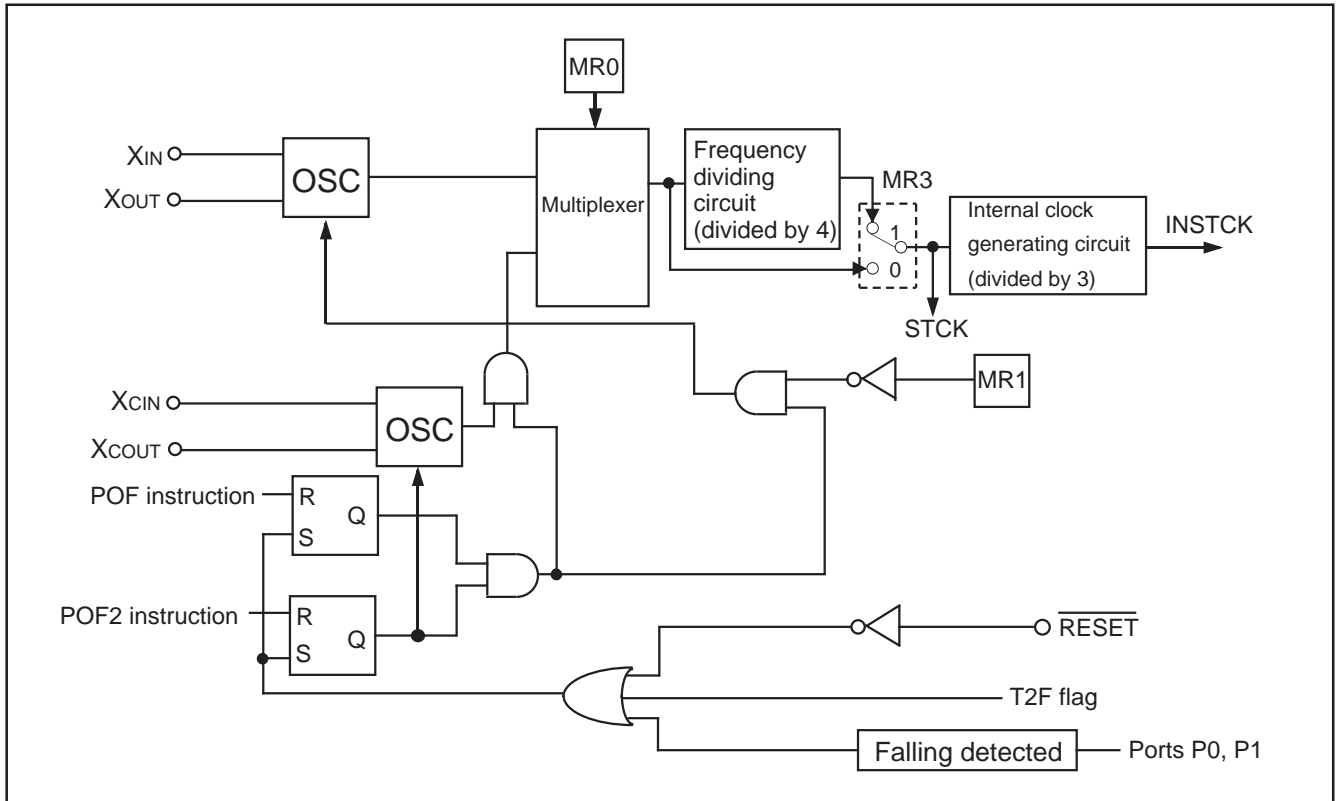 MR0
XIN
XOUT
OSC
Multiplexer
Frequency
dividing
circuit
(divided by 4)
MR3
1
0
Internal clock
generating circuit
(divided by 3)
INSTCK
STCK
MR1
XCIN
XCOUT
OSC
POF instruction
R
S
Q
POF2 instruction
R
S
Q
RESET
T2F flag
Falling detected
Ports P0, P1